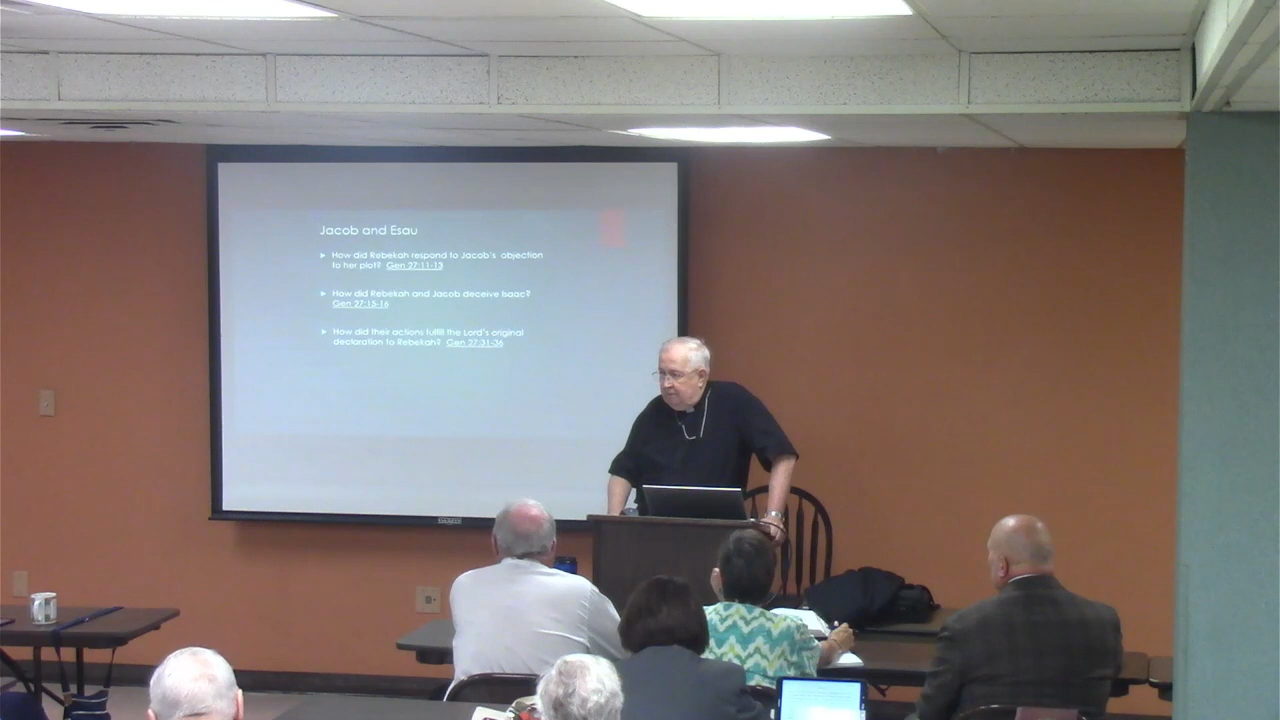 Jacob and Esau
How did Rebekah respond to Jacob's objection
to her plot? Gen 27:11-13
How did Rebekah and Jacob deceive Isaac?
Gen 27:15-16
How did their actions fulfill the Lord's original
declaration to Rebekah? Gen 27:31-36